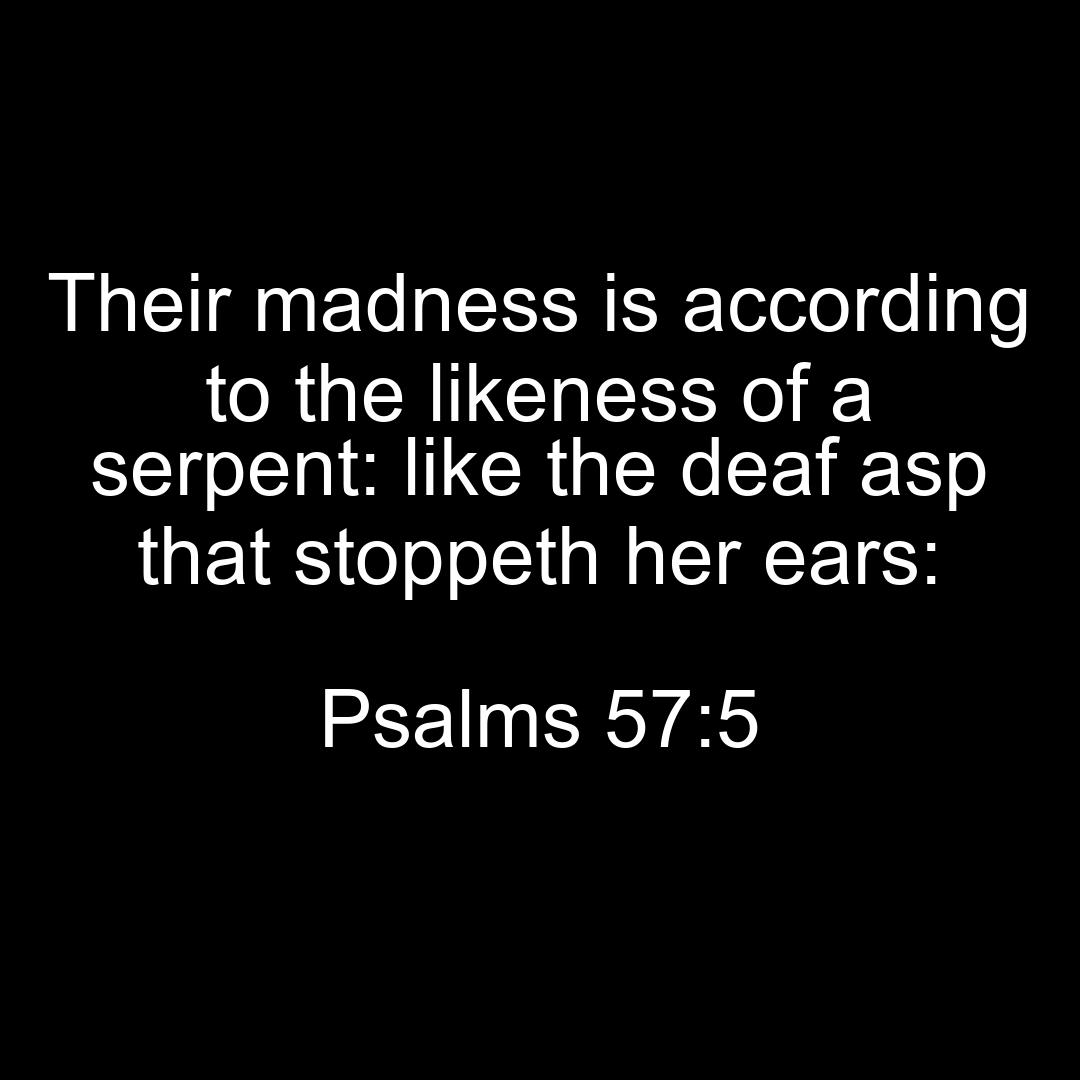 Their madness is according
to the likeness of a
serpent: like the deaf asp
that stoppeth her ears:
Psalms 57:5